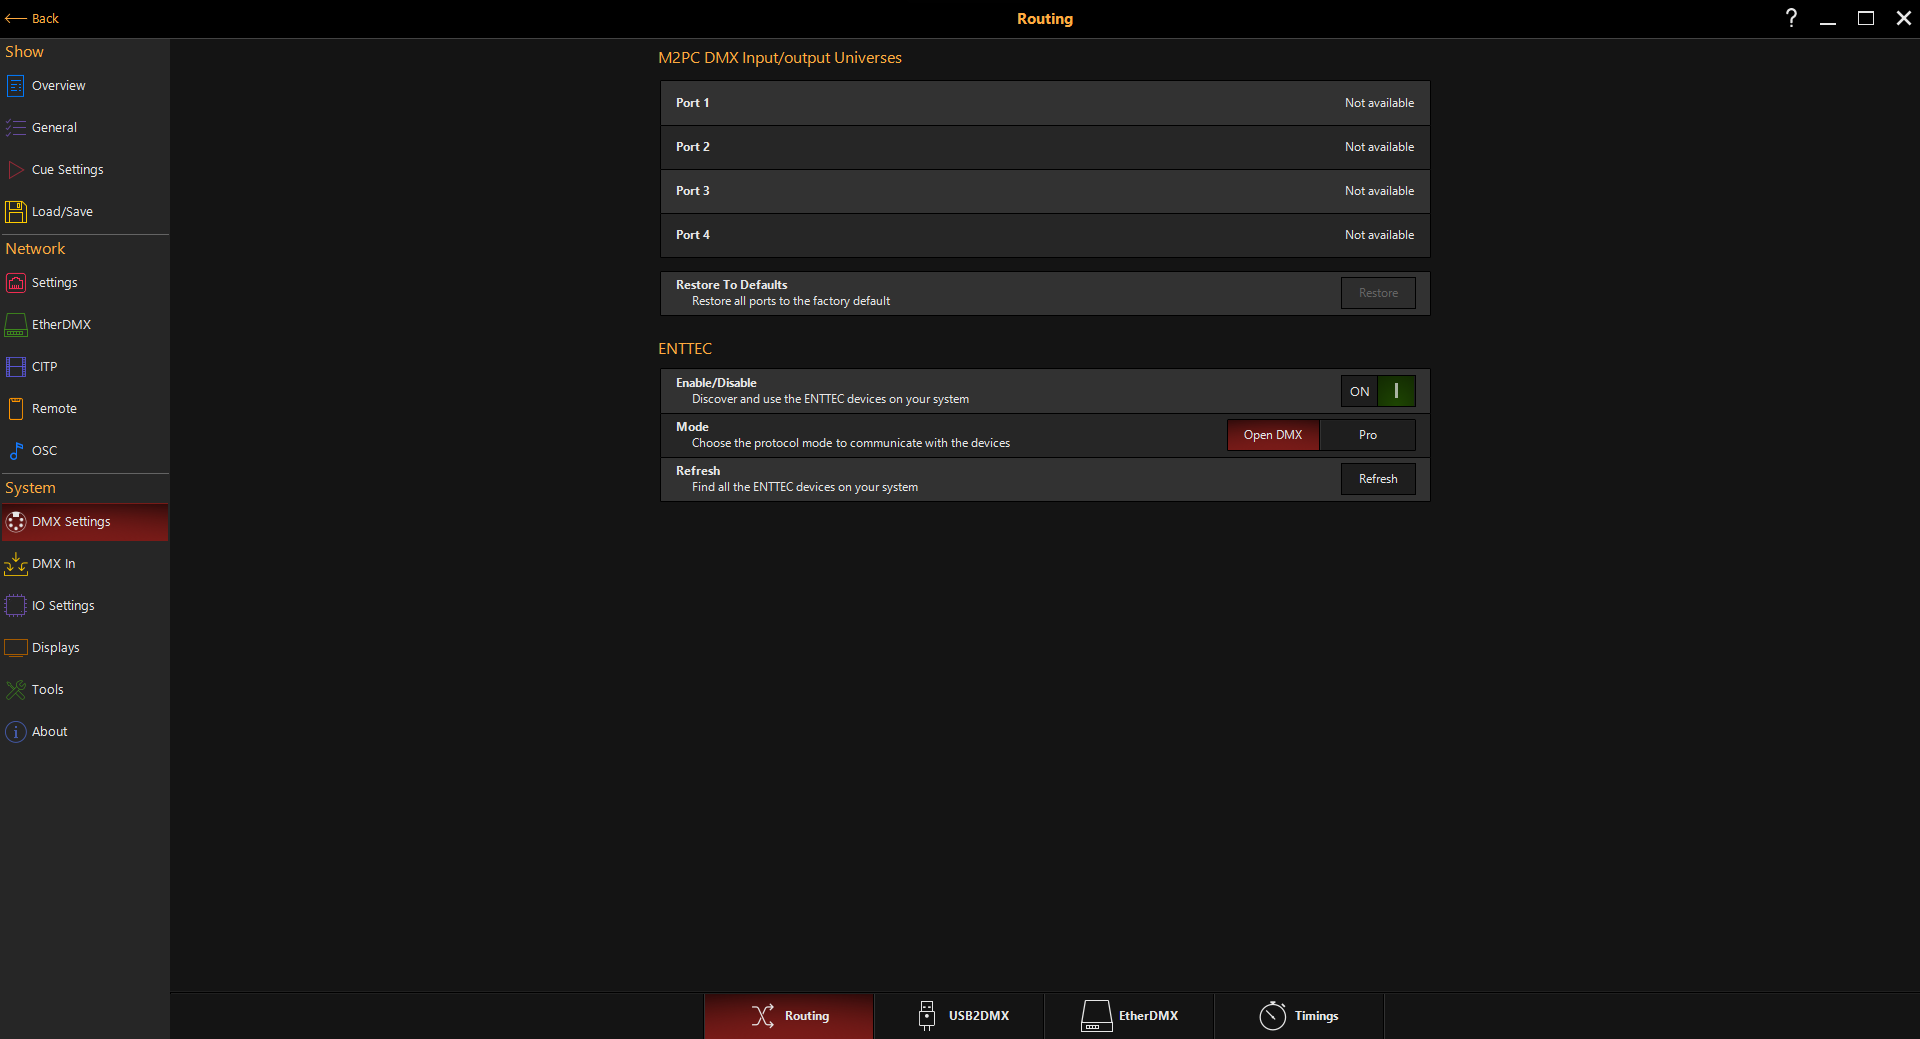 Back
Routing
?
Show
Overview
General
Cue Settings
Load/Save
Network
Settings
EtherDMX
CITP
Remote
OSC
System
DMX Settings
DMX In
IO Settings
Displays
Tools
About
M2PC DMX Input/output Universes
Port 1 Not available
Port 2 Not available
Port 3 Not available
Port 4 Not available
Restore To Defaults
Restore all ports to the factory default
Restore
ENTTEC
Enable/Disable
Discover and use the ENTTEC devices on your system
ON
Mode
Choose the protocol mode to communicate with the devices
Open DMX Pro
Refresh
Find all the ENTTEC devices on your system
Refresh
Routing USB2DMX EtherDMX Timings